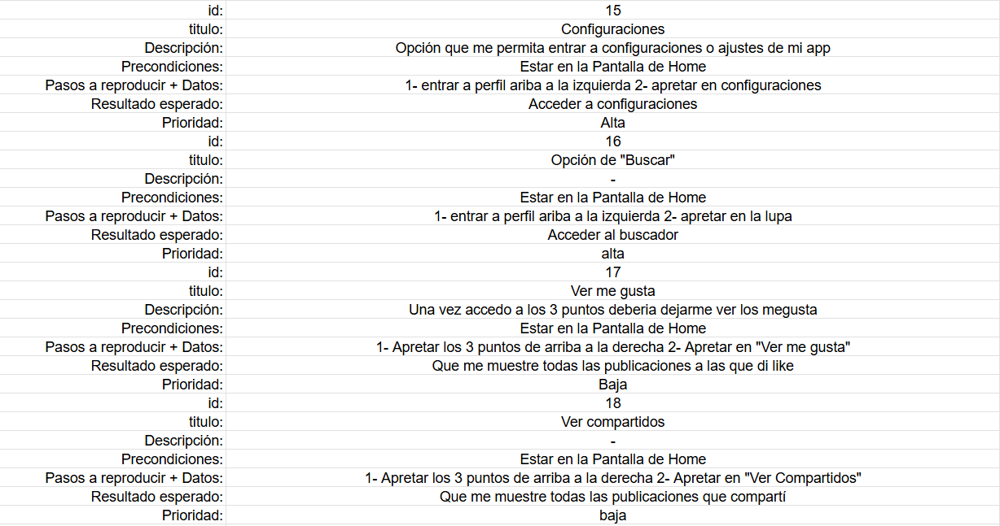 id: 15
titulo: Configuraciones
Descripción: Opción que me permita entrar a configuraciones o ajustes de mi app
Precondiciones: Estar en la Pantalla de Home
Pasos a reproducir + Datos: 1- entrar a perfil ariba a la izquierda 2- apretar en configuraciones
Resultado esperado: Acceder a configuraciones
Prioridad: Alta
id: 16
titulo: Opción de "Buscar"
Descripción: -
Precondiciones: Estar en la Pantalla de Home
Pasos a reproducir + Datos: 1- entrar a perfil ariba a la izquierda 2- apretar en la lupa
Resultado esperado: Acceder al buscador
Prioridad: alta
id: 17
titulo: Ver me gusta
Descripción: Una vez accedo a los 3 puntos deberia dejarme ver los megusta
Precondiciones: Estar en la Pantalla de Home
Pasos a reproducir + Datos: 1- Apretar los 3 puntos de arriba a la derecha 2- Apretar en "Ver me gusta"
Resultado esperado: Que me muestre todas las publicaciones a las que di like
Prioridad: Baja
id: 18
titulo: Ver compartidos
Descripción: -
Precondiciones: Estar en la Pantalla de Home
Pasos a reproducir + Datos: 1- Apretar los 3 puntos de arriba a la derecha 2- Apretar en "Ver Compartidos"
Resultado esperado: Que me muestre todas las publicaciones que compartí
Prioridad: baja